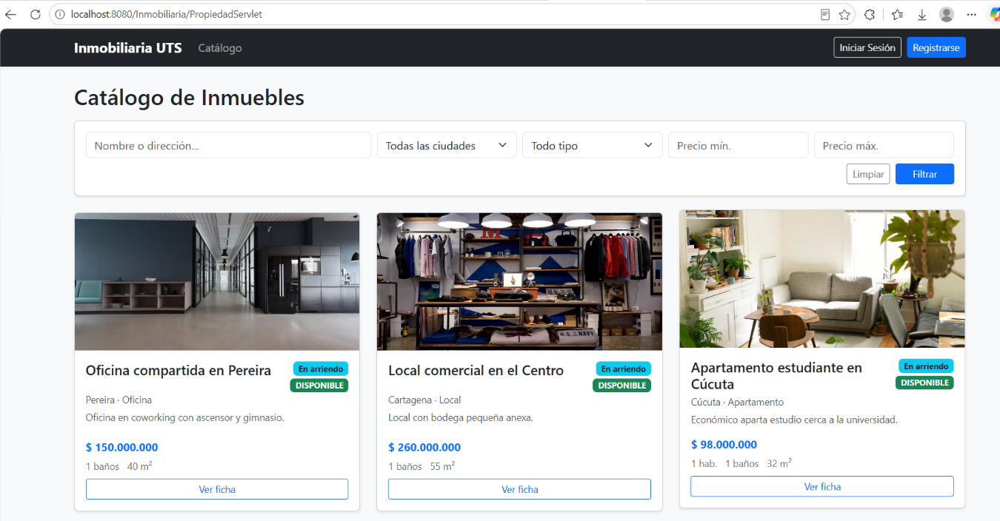 localhost:8080/Inmobiliaria/PropiedadServlet
Inmobiliaria UTS Catálogo Iniciar Sesión Registrarse
Catálogo de Inmuebles
Nombre o dirección... Todas las ciudades Todo tipo Precio mín. Precio máx.
Limpiar Filtrar
M
U.S. NAVY
Oficina compartida en Pereira En arriendo
DISPONIBLE
Pereira · Oficina
Oficina en coworking con ascensor y gimnasio.
$ 150.000.000
1 baños 40 m²
Ver ficha
Local comercial en el Centro En arriendo
DISPONIBLE
Cartagena · Local
Local con bodega pequeña anexa.
$ 260.000.000
1 baños 55 m²
Ver ficha
Apartamento estudiante en En arriendo
Cúcuta DISPONIBLE
Cúcuta · Apartamento
Económico aparta estudio cerca a la universidad.
$ 98.000.000
1 hab. 1 baños 32 m²
Ver ficha